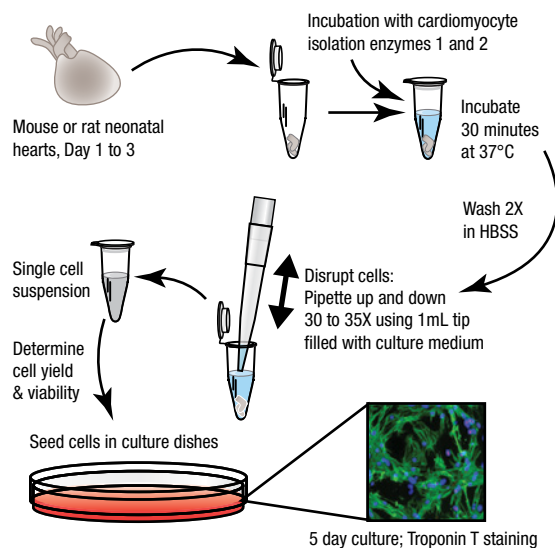 Incubation with cardiomyocyte
isolation enzymes 1 and 2
Mouse or rat neonatal
hearts, Day 1 to 3
Incubate
30 minutes
at 37°C
Wash 2X
in HBSS
Disrupt cells:
Pipette up and down
30 to 35X using 1mL tip
filled with culture medium
Single cell
suspension
Determine
cell yield
& viability
Seed cells in culture dishes
5 day culture; Troponin T staining